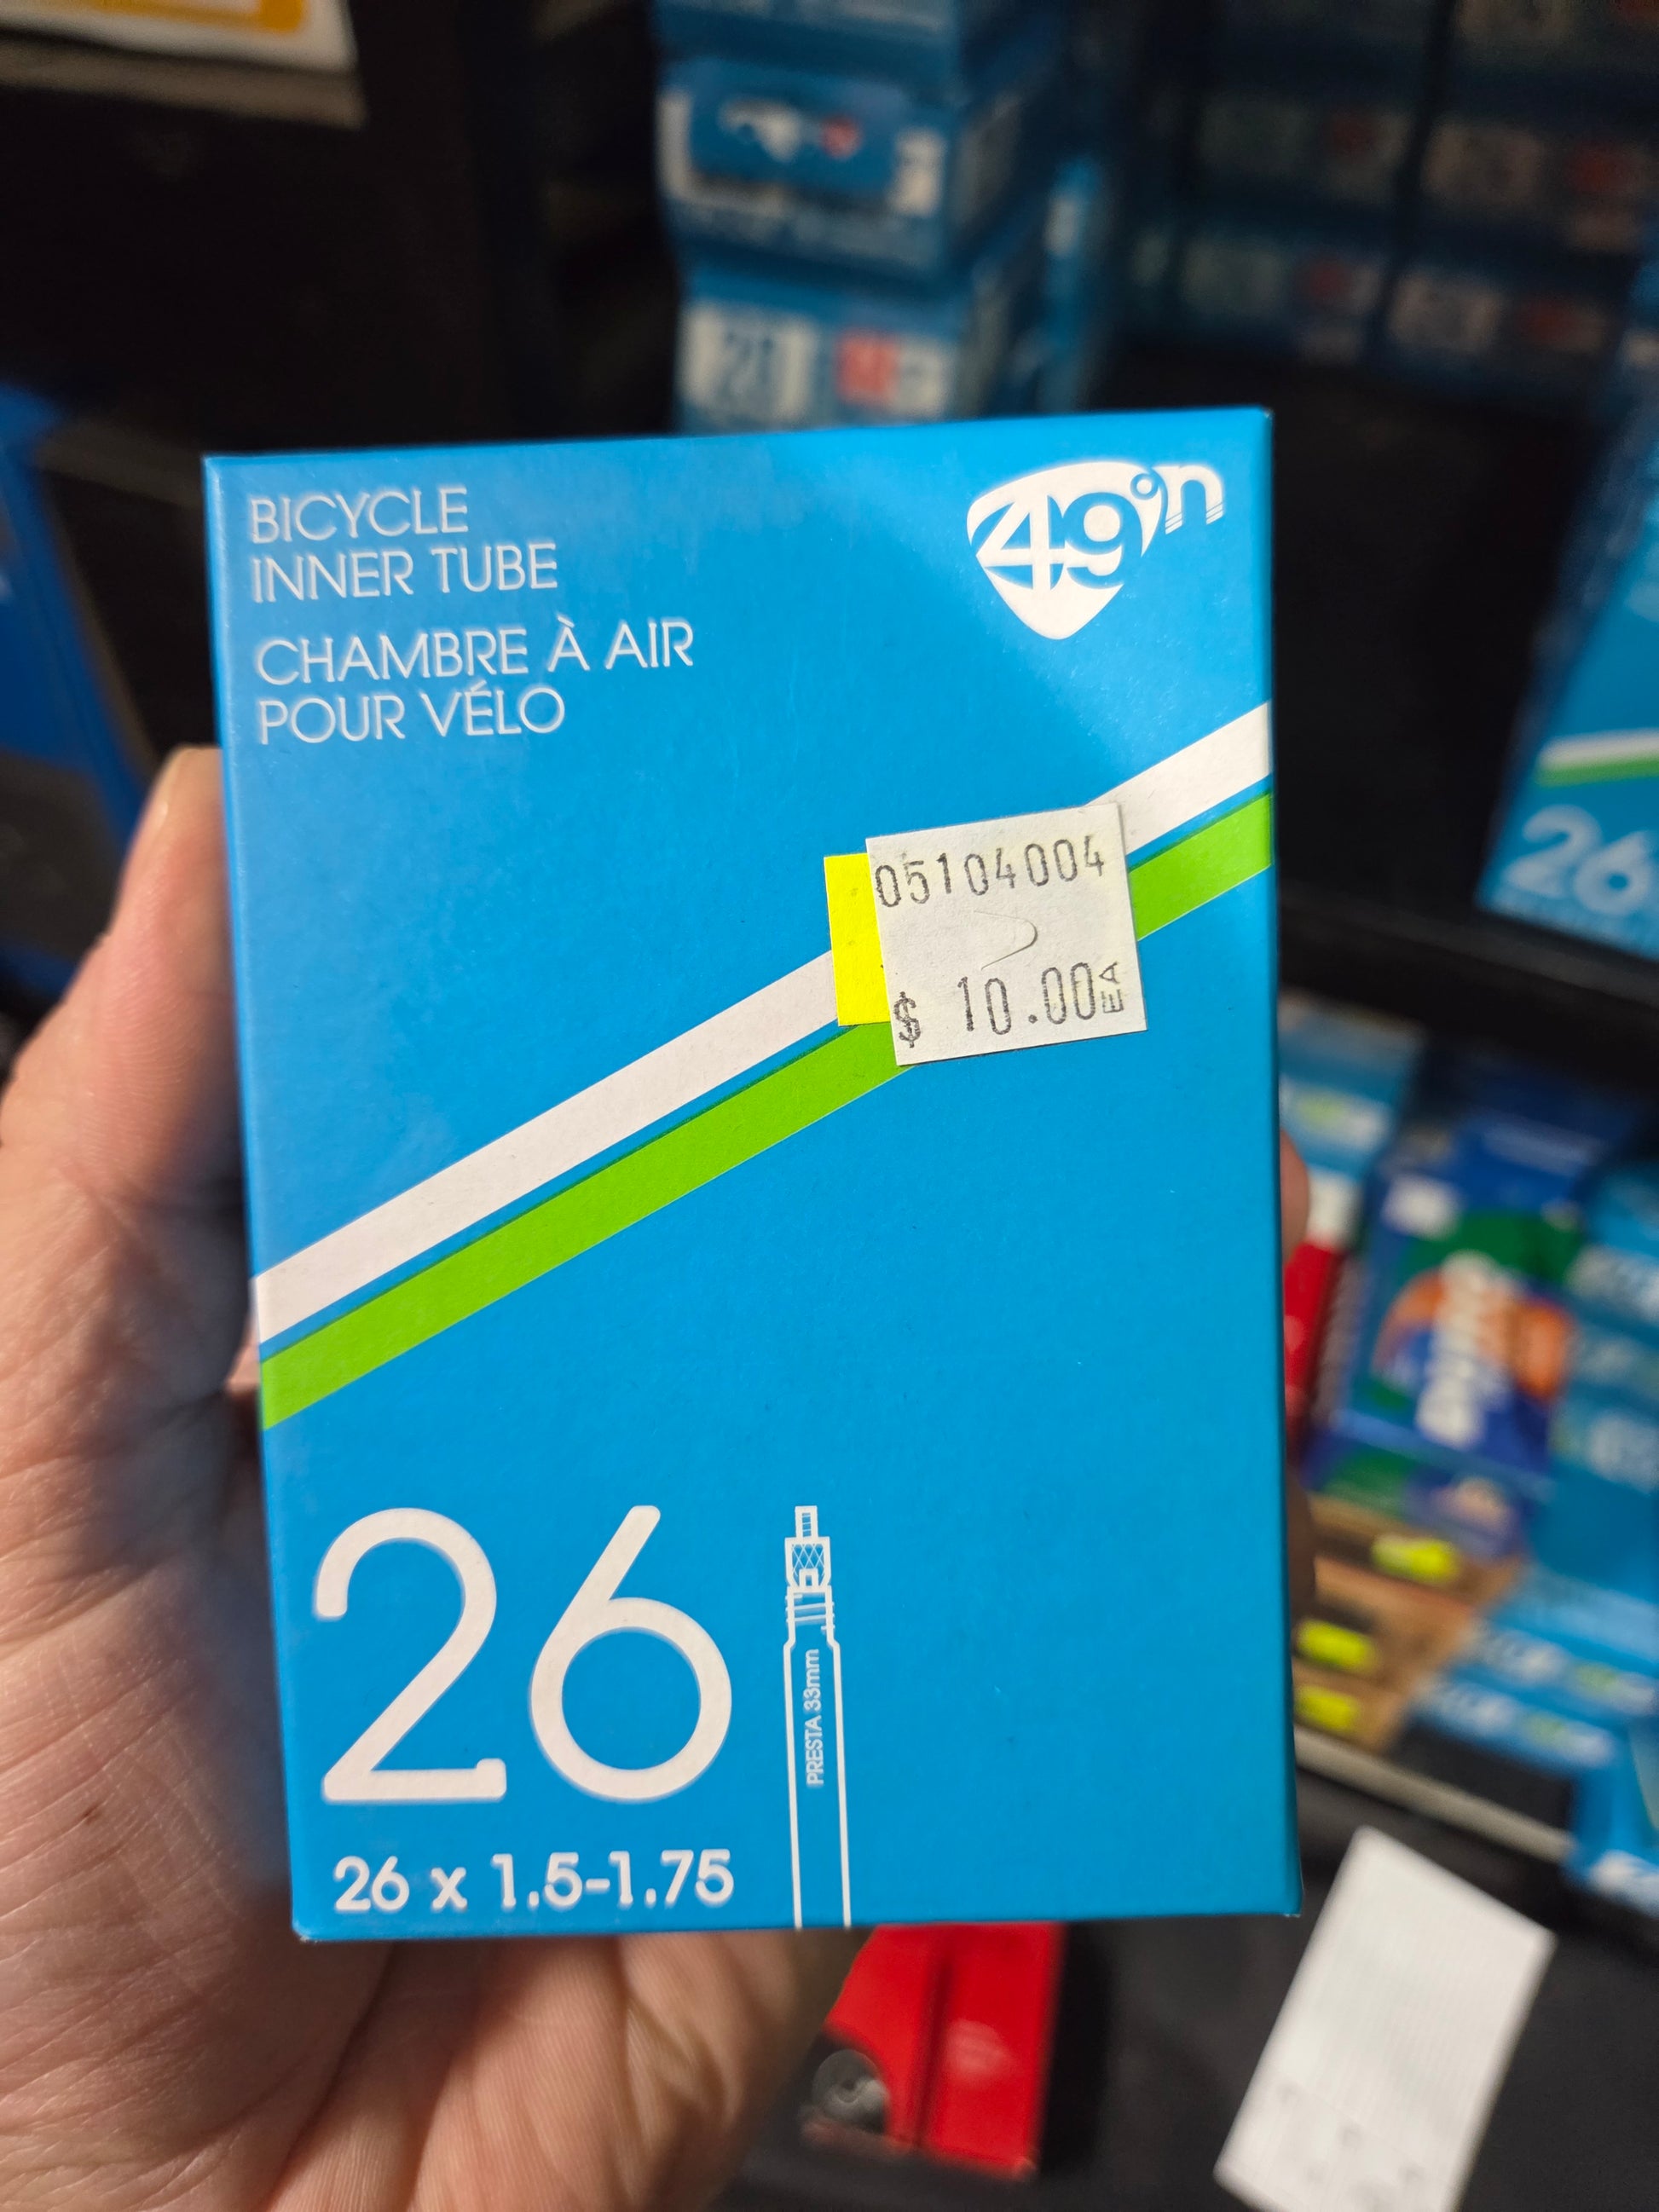 BICYCLE
INNER TUBE
CHAMBRE À AIR
POUR VÉLO
49°n
05104004
$ 10.00 EA
26
PRESTA 33mm
26 x 1.5-1.75
26